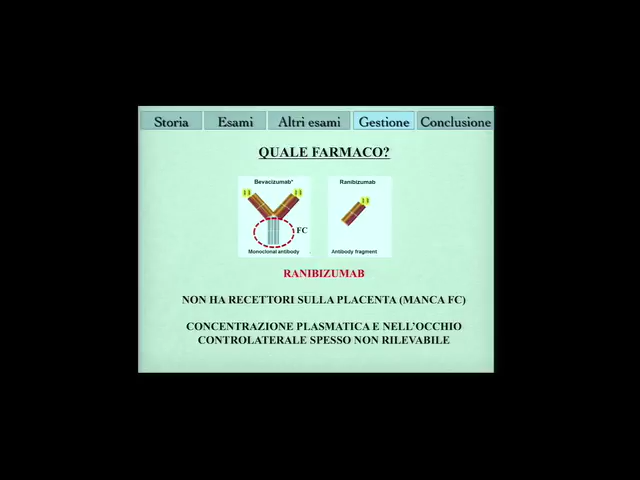 Storia Esami Altri esami Gestione Conclusione
QUALE FARMACO?
Bevacizumab* Ranibizumab
FC
Monoclonal antibody Antibody fragment
RANIBIZUMAB
NON HA RECETTORI SULLA PLACENTA (MANCA FC)
CONCENTRAZIONE PLASMATICA E NELL'OCCHIO
CONTROLATERALE SPESSO NON RILEVABILE